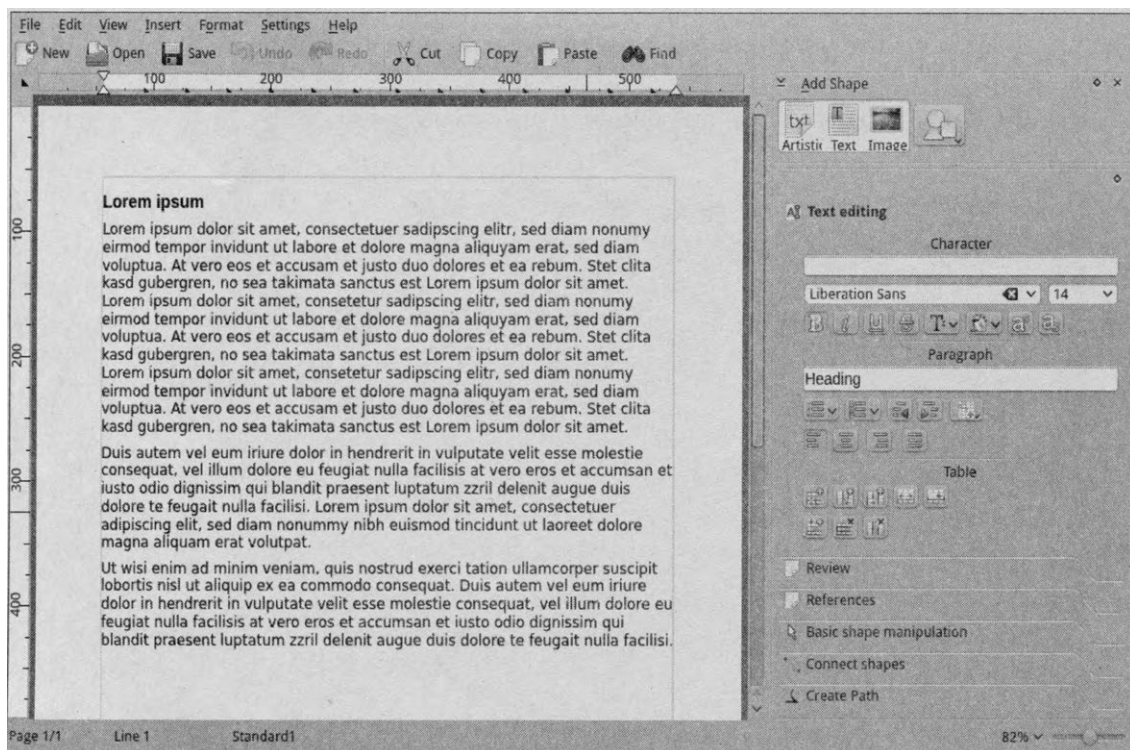 File Edit View Insert Format Settings Help
New Open Save Undo Redo Cut Copy Paste Find
100 200 300 400 500
Add Shape
txt T
Artistic Text Image
Text editing
Character
Liberation Sans 14
Paragraph
Heading
Table
Review
References
Basic shape manipulation
Connect shapes
Create Path
100
200
300
400
Lorem ipsum
Lorem ipsum dolor sit amet, consectetuer sadipscing elitr, sed diam nonumy
eirmod tempor invidunt ut labore et dolore magna aliquyam erat, sed diam
voluptua. At vero eos et accusam et justo duo dolores et ea rebum. Stet clita
kasd gubergren, no sea takimata sanctus est Lorem ipsum dolor sit amet.
Lorem ipsum dolor sit amet, consetetur sadipscing elitr, sed diam nonumy
eirmod tempor invidunt ut labore et dolore magna aliquyam erat, sed diam
voluptua. At vero eos et accusam et justo duo dolores et ea rebum. Stet clita
kasd gubergren, no sea takimata sanctus est Lorem ipsum dolor sit amet.
Lorem ipsum dolor sit amet, consetetur sadipscing elitr, sed diam nonumy
eirmod tempor invidunt ut labore et dolore magna aliquyam erat, sed diam
voluptua. At vero eos et accusam et justo duo dolores et ea rebum. Stet clita
kasd gubergren, no sea takimata sanctus est Lorem ipsum dolor sit amet.
Duis autem vel eum iriure dolor in hendrerit in vulputate velit esse molestie
consequat, vel illum dolore eu feugiat nulla facilisis at vero eros et accumsan et
iusto odio dignissim qui blandit praesent luptatum zzril delenit augue duis
dolore te feugait nulla facilisi. Lorem ipsum dolor sit amet, consectetuer
adipiscing elit, sed diam nonummy nibh euismod tincidunt ut laoreet dolore
magna aliquam erat volutpat.
Ut wisi enim ad minim veniam, quis nostrud exerci tation ullamcorper suscipit
lobortis nisl ut aliquip ex ea commodo consequat. Duis autem vel eum iriure
dolor in hendrerit in vulputate velit esse molestie consequat, vel illum dolore eu
feugiat nulla facilisis at vero eros et accumsan et iusto odio dignissim qui
blandit praesent luptatum zzril delenit augue duis dolore te feugait nulla facilisi.
Page 1/1 Line 1 Standard1 82%